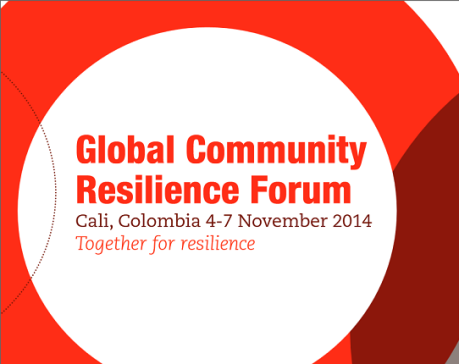 Global Community
Resilience Forum
Cali, Colombia 4-7 November 2014
Together for resilience